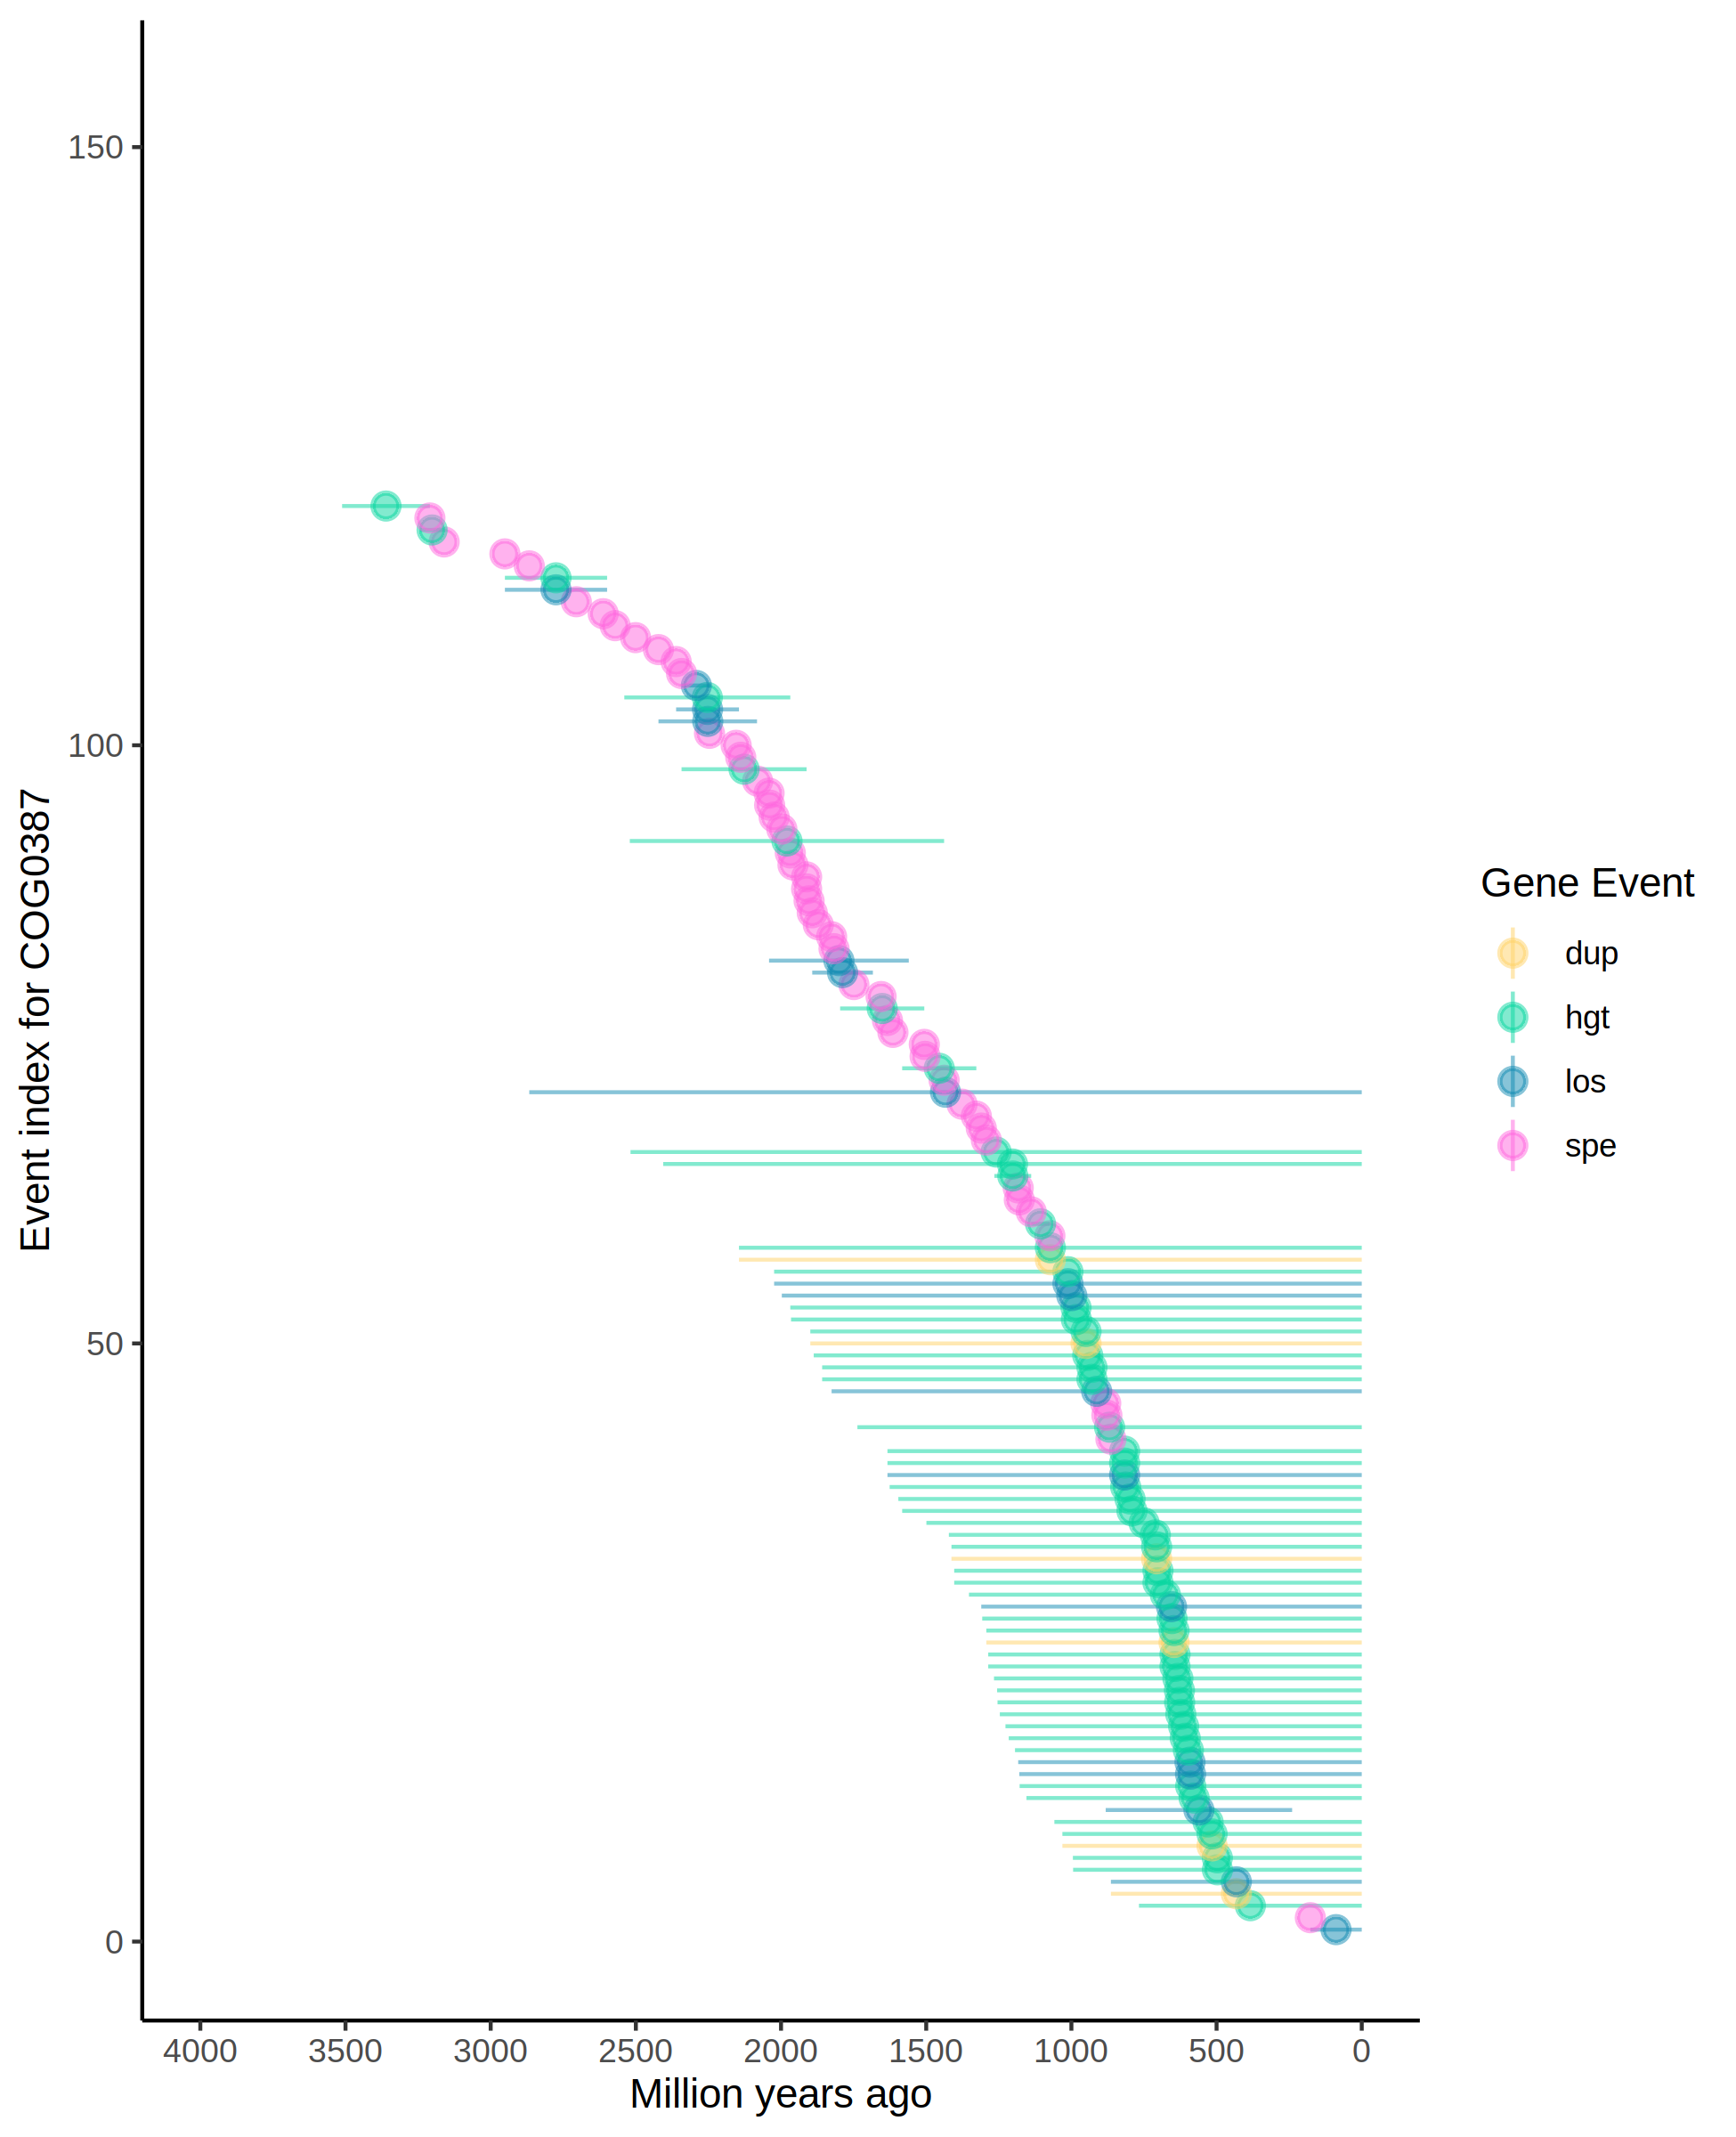 150
100
50
0
Event index for COG0387
4000 3500 3000 2500 2000 1500 1000 500 0
Million years ago
Gene Event
dup
hgt
los
spe